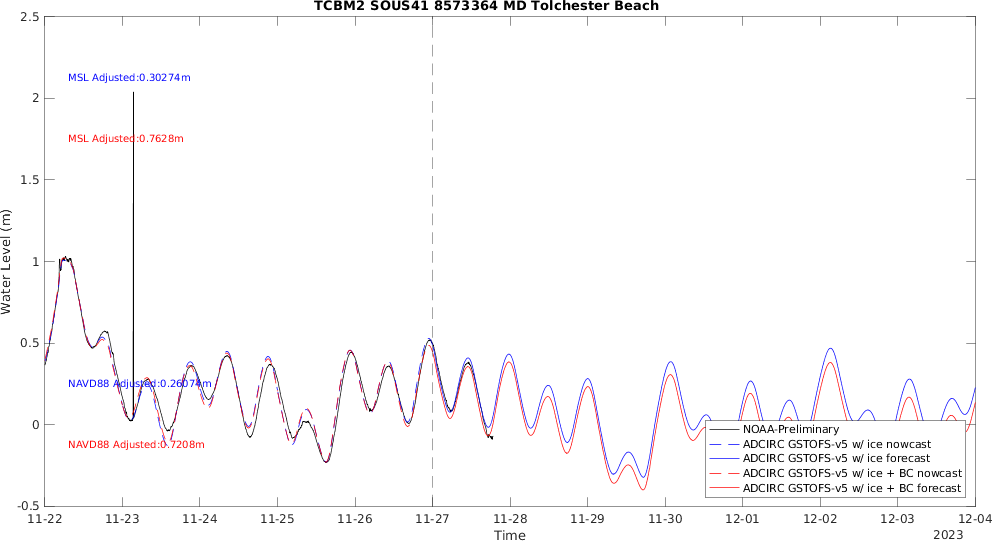 TCBM2 SOUS41 8573364 MD Tolchester Beach
2.5
2
1.5
1
0.5
0
-0.5
Water Level (m)
MSL Adjusted:0.30274m
MSL Adjusted:0.7628m
NAVD88 Adjusted:0.26074m
NAVD88 Adjusted:0.7208m
NOAA-Preliminary
ADCIRC GSTOFS-v5 w/ ice nowcast
ADCIRC GSTOFS-v5 w/ ice forecast
ADCIRC GSTOFS-v5 w/ ice + BC nowcast
ADCIRC GSTOFS-v5 w/ ice + BC forecast
11-22 11-23 11-24 11-25 11-26 11-27 11-28 11-29 11-30 12-01 12-02 12-03 12-04
Time
2023